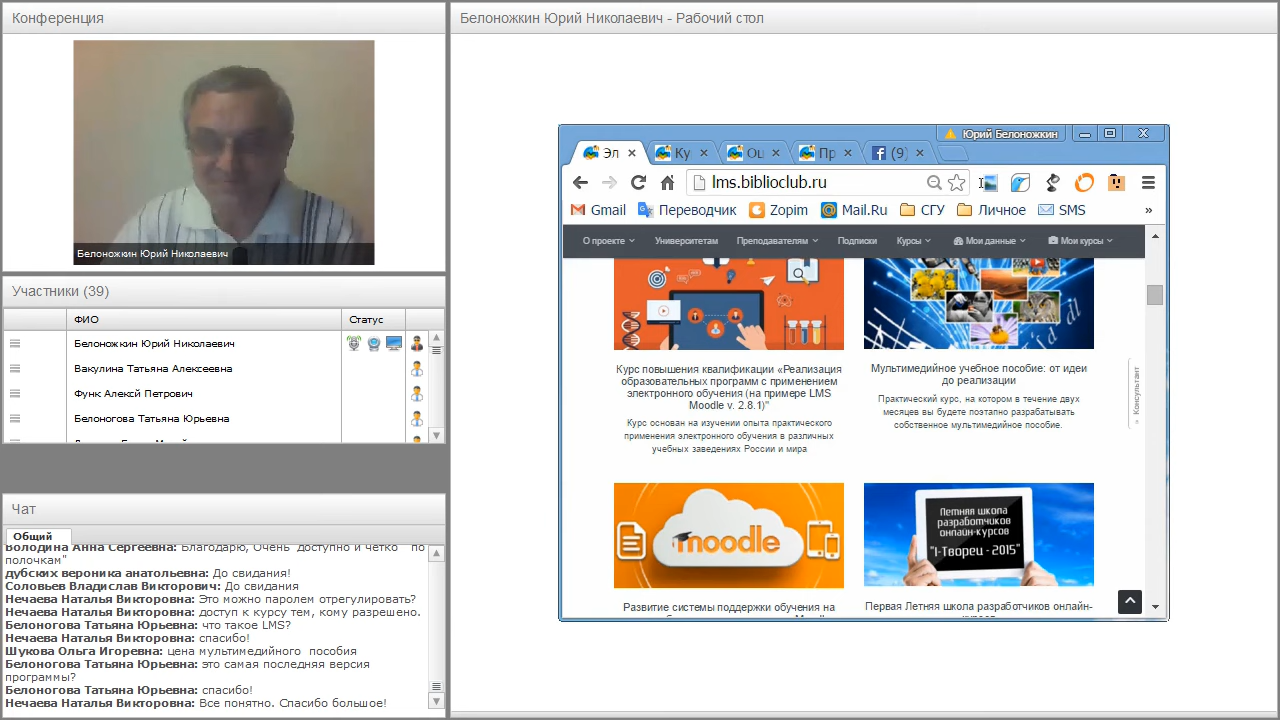 Конференция
Белоножкин Юрий Николаевич
Участники (39)
ФИО
Статус
Белоножкин Юрий Николаевич
Вакулина Татьяна Алексеевна
Функ Алексй Петрович
Белоногова Татьяна Юрьевна
Чат
Общий
Володина Анна Сергеевна: Благодарю, Очень доступно и четко "по
полочкам"
дубских вероника анатольевна: До свидания!
Соловьев Владислав Викторович: До свидания
Нечаева Наталья Викторовна: Это можно паролем отрегулировать?
Нечаева Наталья Викторовна: доступ к курсу тем, кому разрешено.
Белоногова Татьяна Юрьевна: что такое LMS?
Нечаева Наталья Викторовна: спасибо!
Шукова Ольга Игоревна: цена мультимедийного пособия
Белоногова Татьяна Юрьевна: это самая последняя версия
программы?
Белоногова Татьяна Юрьевна: спасибо!
Нечаева Наталья Викторовна: Все понятно. Спасибо большое!
Белоножкин Юрий Николаевич - Рабочий стол
Юрий Белоножкин
Эл
Ку
Оц
Пр
(9)
lms.biblioclub.ru
Gmail
Переводчик
Zopim
Mail.Ru
СГУ
Личное
SMS
»
О проекте
Университетам
Преподавателям
Подписки
Курсы
Мои данные
Мои курсы
Курс повышения квалификации «Реализация
образовательных программ с применением
электронного обучения (на примере LMS
Moodle v. 2.8.1)"
Курс основан на изучении опыта практического
применения электронного обучения в различных
учебных заведениях России и мира
Мультимедийное учебное пособие: от идеи
до реализации
Практический курс, на котором в течение двух
месяцев вы будете поэтапно разрабатывать
собственное мультимедийное пособие.
» Консультант
moodle
Развитие системы поддержки обучения на
Летняя школа
разработчиков
онлайн-курсов
"I-Творец - 2015"
Первая Летняя школа разработчиков онлайн-